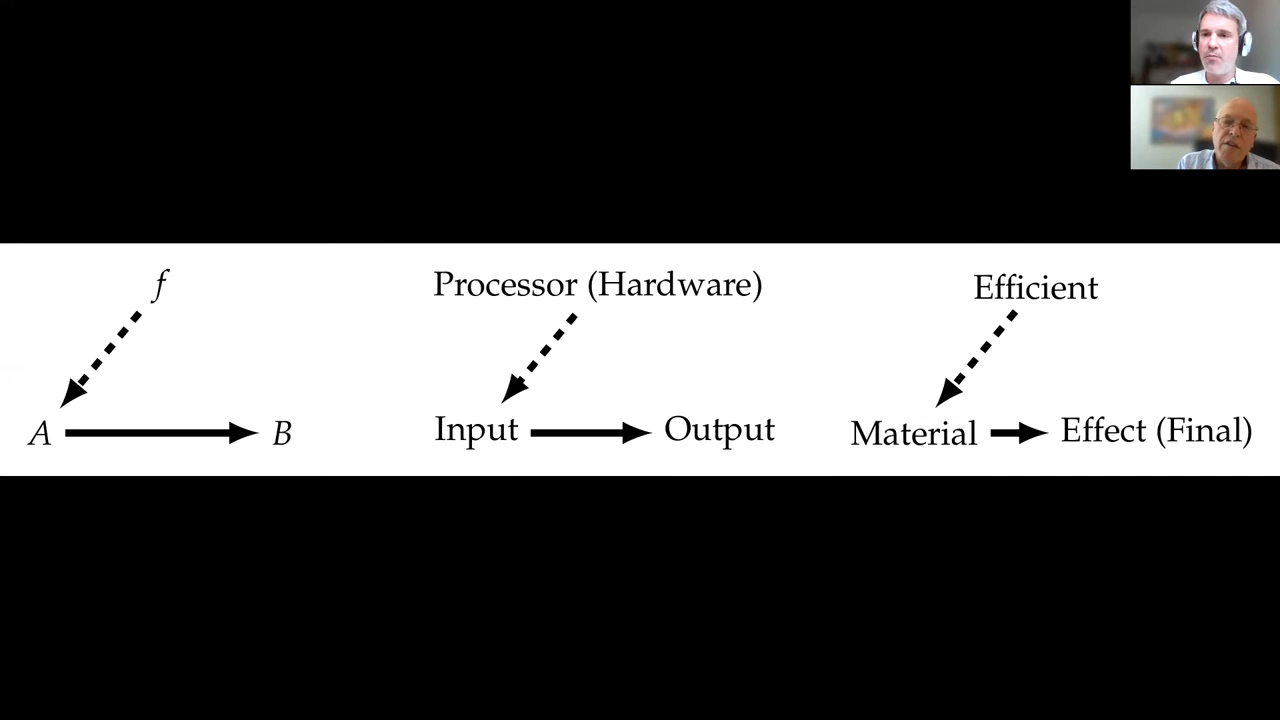 f
A B
Processor (Hardware)
Input Output
Efficient
Material Effect (Final)